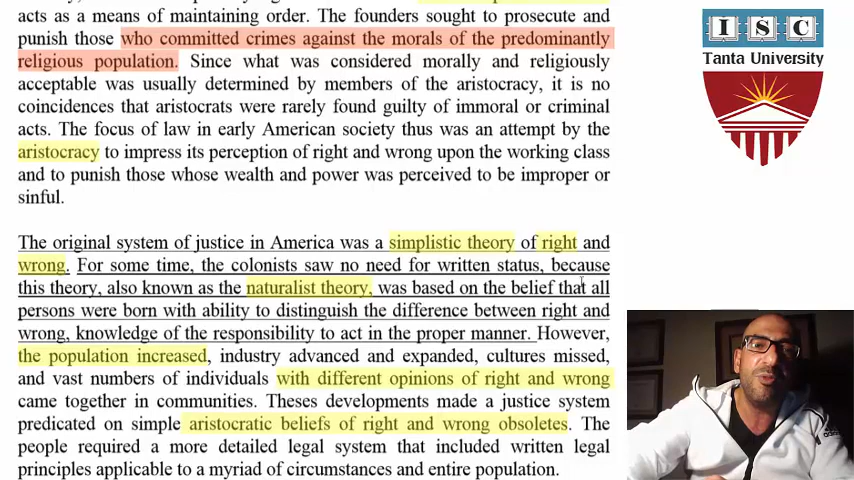 acts as a means of maintaining order. The founders sought to prosecute and
punish those who committed crimes against the morals of the predominantly
religious population. Since what was considered morally and religiously
acceptable was usually determined by members of the aristocracy, it is no
coincidences that aristocrats were rarely found guilty of immoral or criminal
acts. The focus of law in early American society thus was an attempt by the
aristocracy to impress its perception of right and wrong upon the working class
and to punish those whose wealth and power was perceived to be improper or
sinful.
The original system of justice in America was a simplistic theory of right and
wrong. For some time, the colonists saw no need for written status, because
this theory, also known as the naturalist theory, was based on the belief that all
persons were born with ability to distinguish the difference between right and
wrong, knowledge of the responsibility to act in the proper manner. However,
the population increased, industry advanced and expanded, cultures missed,
and vast numbers of individuals with different opinions of right and wrong
came together in communities. Theses developments made a justice system
predicated on simple aristocratic beliefs of right and wrong obsoletes. The
people required a more detailed legal system that included written legal
principles applicable to a myriad of circumstances and entire population.
I S C
Tanta University